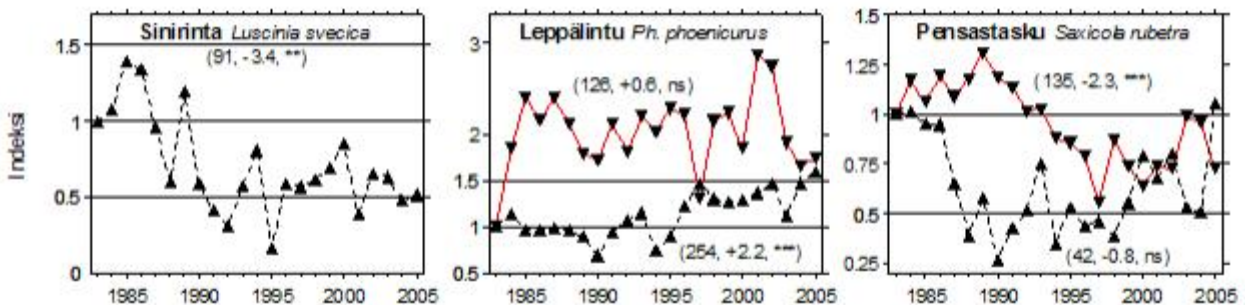 Sinirinta Luscinia svecica
(91, -3.4, **)
Indeksi
1.5
1
0.5
0
1985 1990 1995 2000 2005
Leppälintu Ph. phoenicurus
(126, +0.6, ns)
(254, +2.2, ***)
3
2
1.5
1
0.5
1985 1990 1995 2000 2005
Pensastasku Saxicola rubetra
(135, -2.3, ***)
(42, -0.8, ns)
1.5
1.25
1
0.75
0.5
0.25
1985 1990 1995 2000 2005